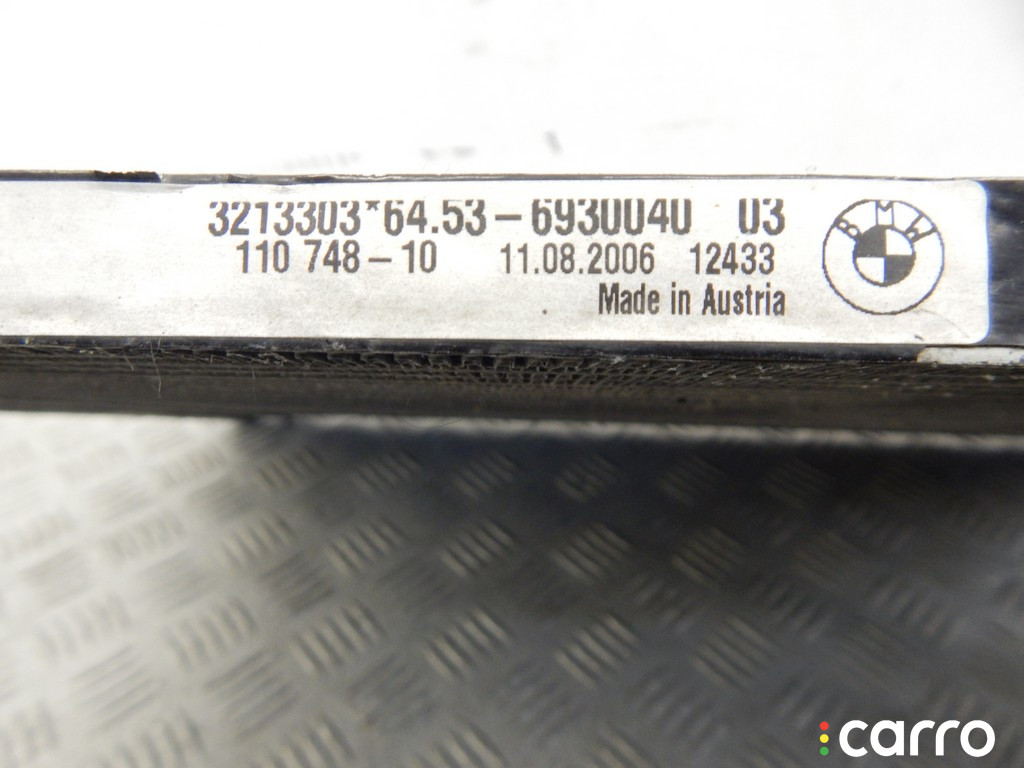 3213303*64.53-6930040 03
110 748-10 11.08.2006 12433
Made in Austria
BMW
carro